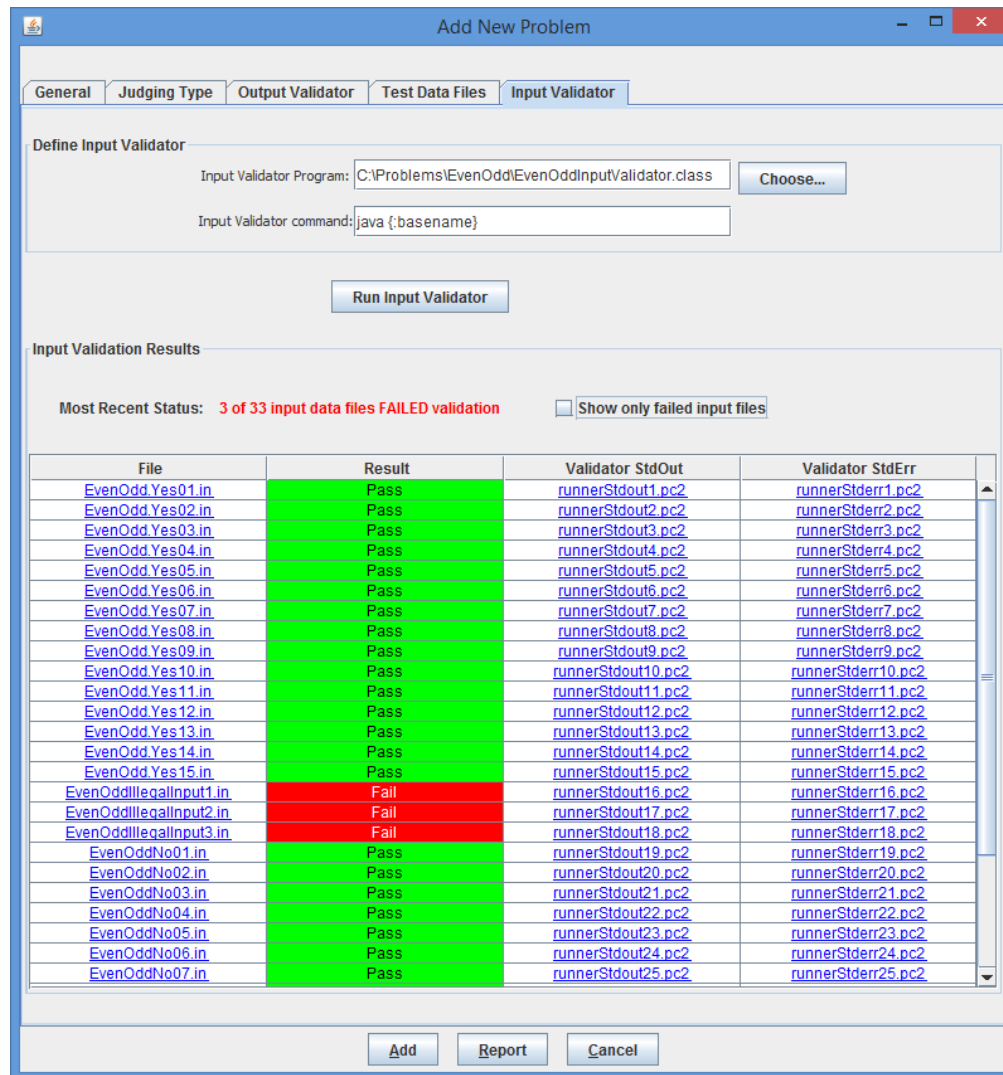 Add New Problem
General Judging Type Output Validator Test Data Files Input Validator
Define Input Validator
Input Validator Program: C:\Problems\EvenOdd\EvenOddInputValidator.class Choose...
Input Validator command: java {:basename}
Run Input Validator
Input Validation Results
Most Recent Status: 3 of 33 input data files FAILED validation Show only failed input files
File Result Validator StdOut Validator StdErr
EvenOdd.Yes01.in Pass runnerStdout1.pc2 runnerStderr1.pc2
EvenOdd.Yes02.in Pass runnerStdout2.pc2 runnerStderr2.pc2
EvenOdd.Yes03.in Pass runnerStdout3.pc2 runnerStderr3.pc2
EvenOdd.Yes04.in Pass runnerStdout4.pc2 runnerStderr4.pc2
EvenOdd.Yes05.in Pass runnerStdout5.pc2 runnerStderr5.pc2
EvenOdd.Yes06.in Pass runnerStdout6.pc2 runnerStderr6.pc2
EvenOdd.Yes07.in Pass runnerStdout7.pc2 runnerStderr7.pc2
EvenOdd.Yes08.in Pass runnerStdout8.pc2 runnerStderr8.pc2
EvenOdd.Yes09.in Pass runnerStdout9.pc2 runnerStderr9.pc2
EvenOdd.Yes10.in Pass runnerStdout10.pc2 runnerStderr10.pc2
EvenOdd.Yes11.in Pass runnerStdout11.pc2 runnerStderr11.pc2
EvenOdd.Yes12.in Pass runnerStdout12.pc2 runnerStderr12.pc2
EvenOdd.Yes13.in Pass runnerStdout13.pc2 runnerStderr13.pc2
EvenOdd.Yes14.in Pass runnerStdout14.pc2 runnerStderr14.pc2
EvenOdd.Yes15.in Pass runnerStdout15.pc2 runnerStderr15.pc2
EvenOddIllegalInput1.in Fail runnerStdout16.pc2 runnerStderr16.pc2
EvenOddIllegalInput2.in Fail runnerStdout17.pc2 runnerStderr17.pc2
EvenOddIllegalInput3.in Fail runnerStdout18.pc2 runnerStderr18.pc2
EvenOddNo01.in Pass runnerStdout19.pc2 runnerStderr19.pc2
EvenOddNo02.in Pass runnerStdout20.pc2 runnerStderr20.pc2
EvenOddNo03.in Pass runnerStdout21.pc2 runnerStderr21.pc2
EvenOddNo04.in Pass runnerStdout22.pc2 runnerStderr22.pc2
EvenOddNo05.in Pass runnerStdout23.pc2 runnerStderr23.pc2
EvenOddNo06.in Pass runnerStdout24.pc2 runnerStderr24.pc2
EvenOddNo07.in Pass runnerStdout25.pc2 runnerStderr25.pc2
Add Report Cancel